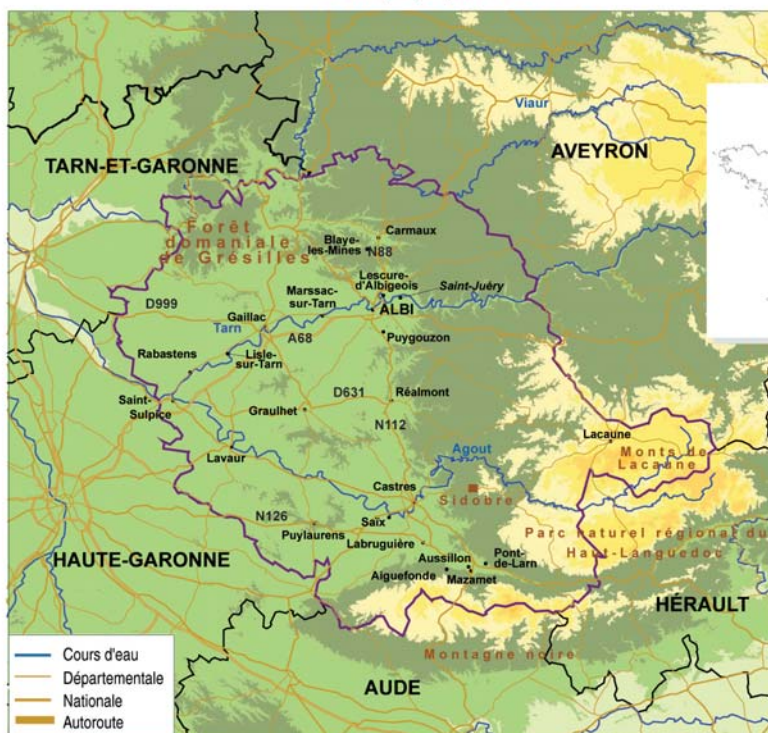 Viaur
AVEYRON
TARN-ET-GARONNE
Forêt
domaniale
de Grésilles
Carmaux
Blaye-
les-Mines
N88
Lescure-
d'Albigeois
Saint-Juéry
Marssac-
sur-Tarn
D999
ALBI
Gaillac
Tarn
A68
Puygouzon
Rabastens
Lisle-
sur-Tarn
D631
Réalmont
Saint-
Sulpice
Graulhet
N112
Lacaune
Lavaur
Agout
Monts de
Lacaune
Castres
Sidobre
N126
Saïx
Puylaurens
Parc naturel régional du
Haut-Languedoc
Labruguière
HAUTE-GARONNE
Aussillon
Pont-
de-Larn
Aiguefonde
Mazamet
HÉRAULT
Montagne noire
AUDE
Cours d'eau
Départementale
Nationale
Autoroute